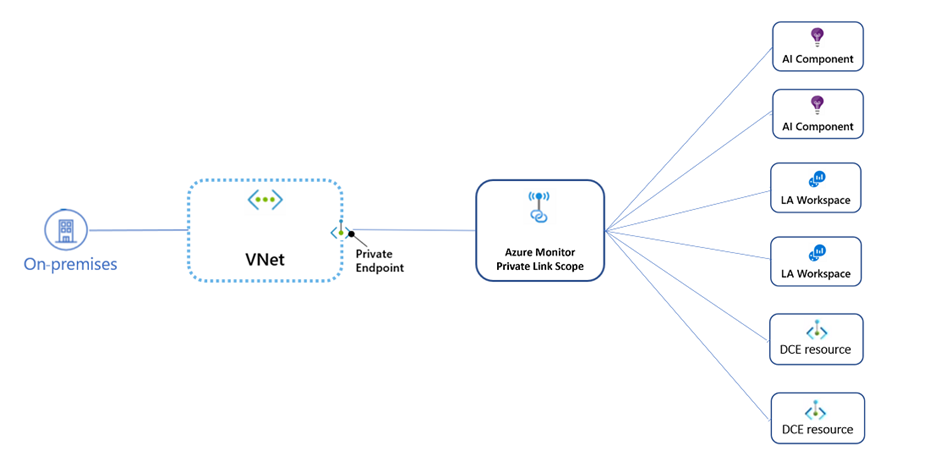 On-premises
VNet
Private
Endpoint
Azure Monitor
Private Link Scope
AI Component
AI Component
LA Workspace
LA Workspace
DCE resource
DCE resource